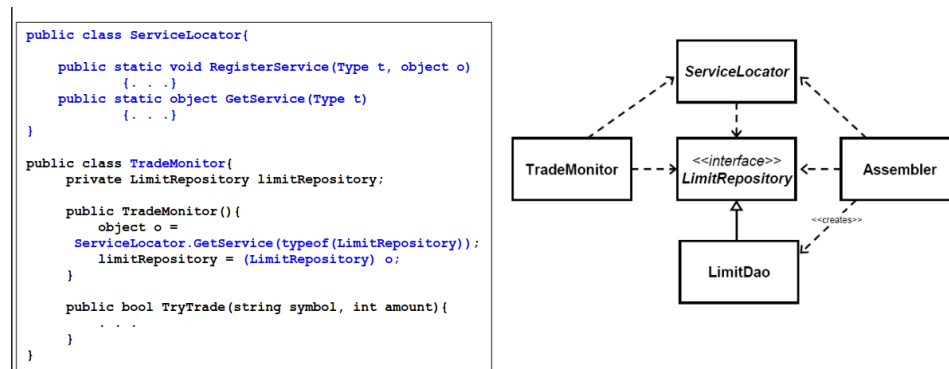 public class ServiceLocator{
public static void RegisterService(Type t, object o)
{. . .}
public static object GetService(Type t)
{. . .}
}
public class TradeMonitor{
private LimitRepository limitRepository;
public TradeMonitor(){
object o =
ServiceLocator.GetService(typeof(LimitRepository));
limitRepository = (LimitRepository) o;
}
public bool TryTrade(string symbol, int amount){
. . .
}
}
ServiceLocator
TradeMonitor
<<interface>>
LimitRepository
Assembler
<<creates>>
LimitDao